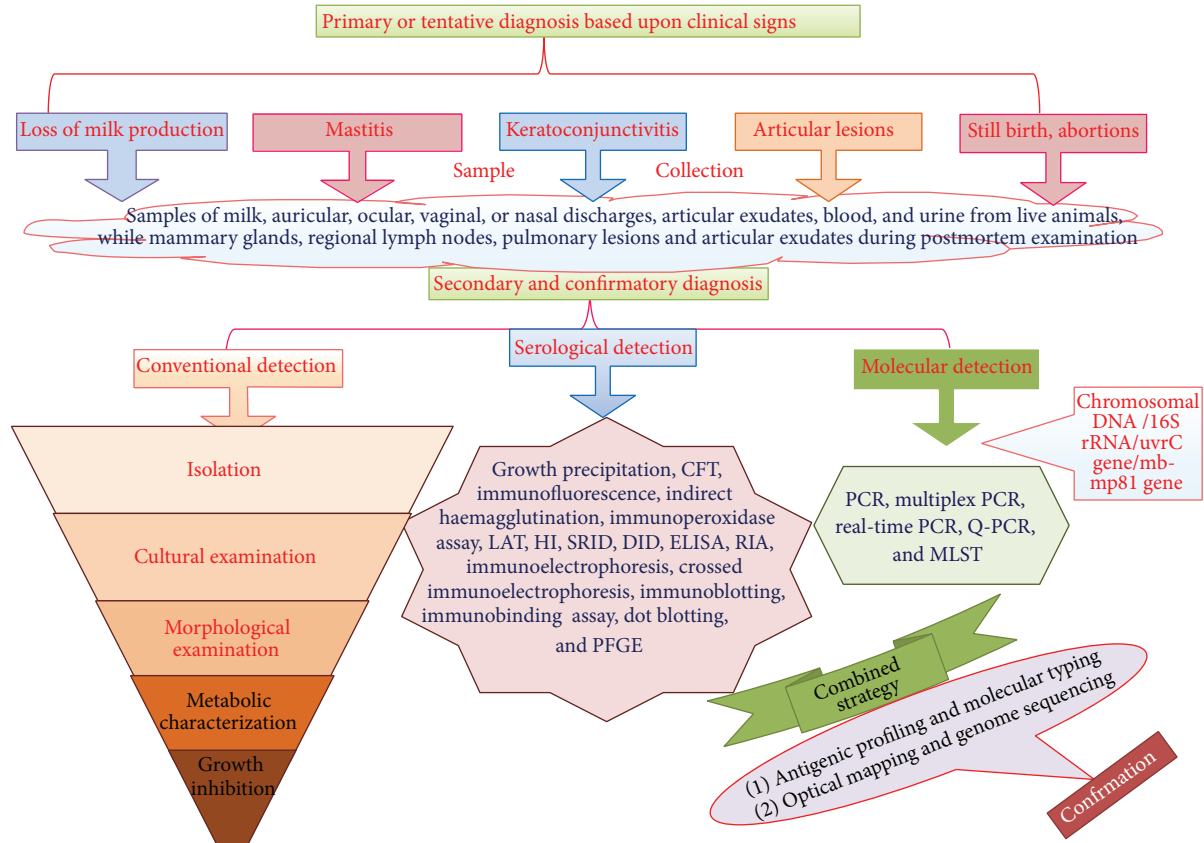 Primary or tentative diagnosis based upon clinical signs
Loss of milk production
Mastitis
Keratoconjunctivitis
Articular lesions
Still birth, abortions
Sample
Collection
Samples of milk, auricular, ocular, vaginal, or nasal discharges, articular exudates, blood, and urine from live animals,
while mammary glands, regional lymph nodes, pulmonary lesions and articular exudates during postmortem examination
Secondary and confirmatory diagnosis
Conventional detection
Serological detection
Molecular detection
Chromosomal
DNA /16S
rRNA/uvrC
gene/mb-
mp81 gene
Isolation
Cultural examination
Morphological
examination
Metabolic
characterization
Growth
inhibition
Growth precipitation, CFT,
immunofluorescence, indirect
haemagglutination, immunoperoxidase
assay, LAT, HI, SRID, DID, ELISA, RIA,
immunoelectrophoresis, crossed
immunoelectrophoresis, immunoblotting,
immunobinding assay, dot blotting,
and PFGE
PCR, multiplex PCR,
real-time PCR, Q-PCR,
and MLST
Combined
strategy
(1) Antigenic profiling and molecular typing
(2) Optical mapping and genome sequencing
Confrmation